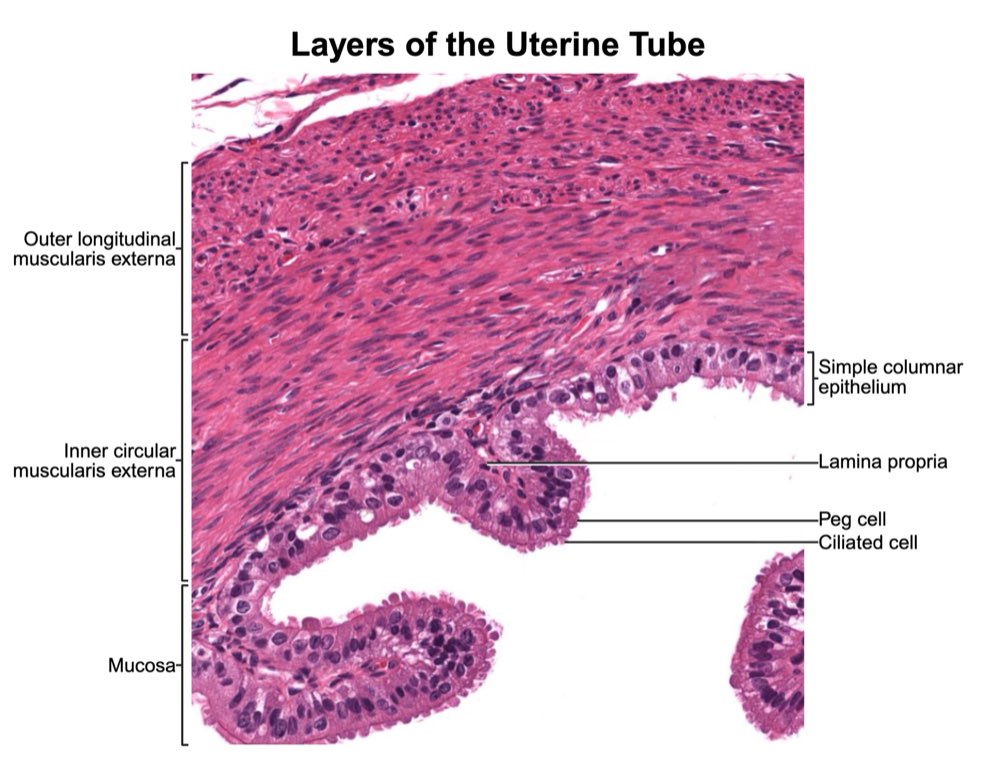 Layers of the Uterine Tube
Outer longitudinal
muscularis externa
Inner circular
muscularis externa
Mucosa
Simple columnar
epithelium
Lamina propria
Peg cell
Ciliated cell